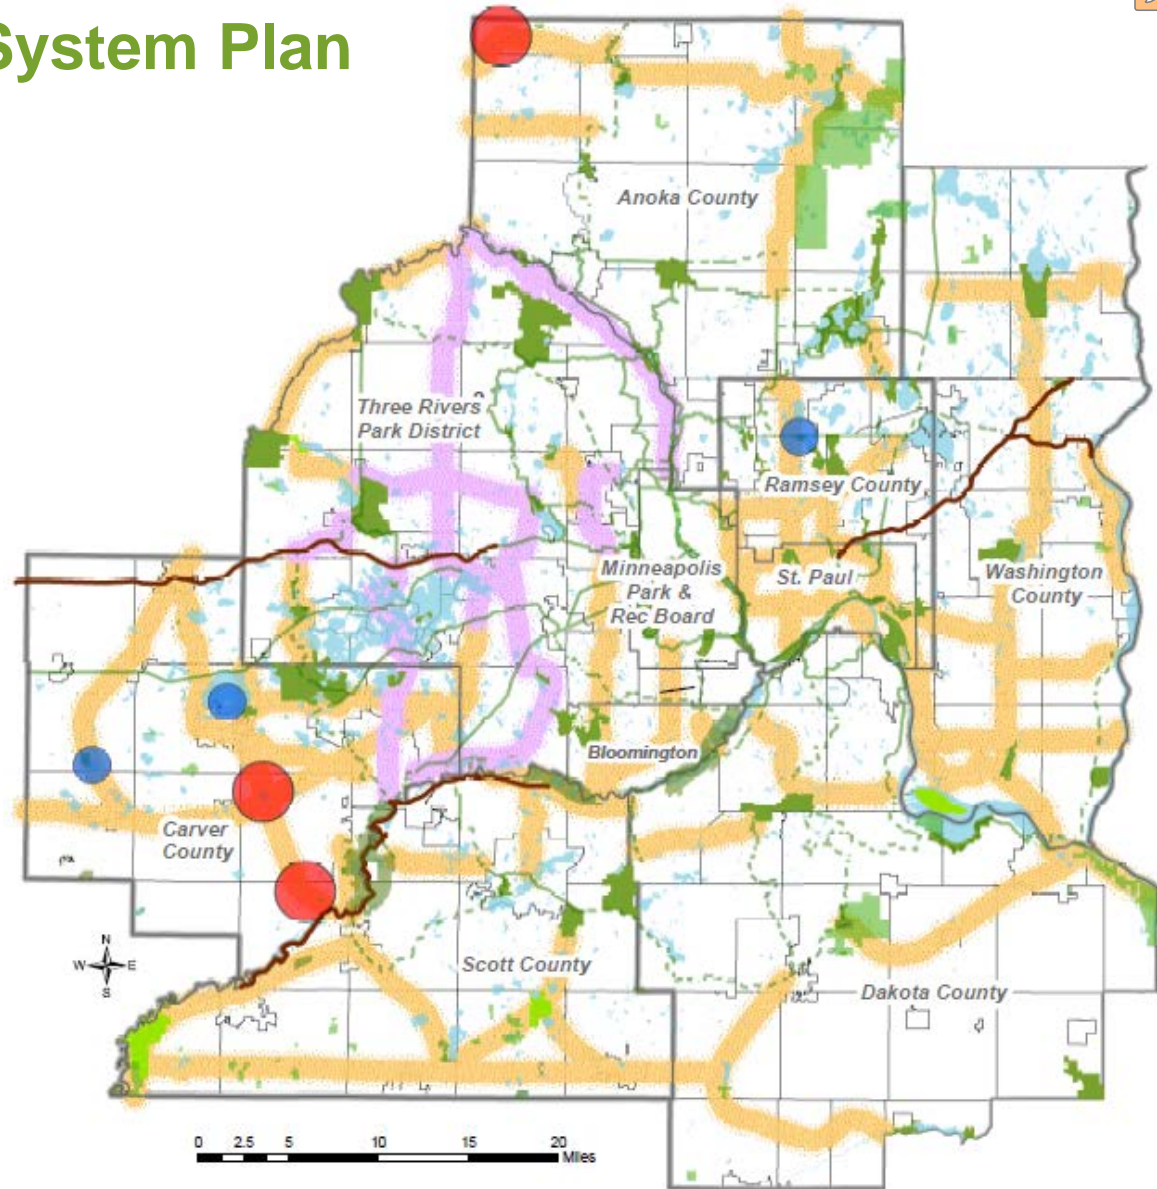 System Plan
Anoka County
Three Rivers
Park District
Ramsey County
Minneapolis
Park &
Rec Board
St. Paul
Washington
County
Bloomington
Carver
County
N
W E
S
Scott County
Dakota County
0 2.5 5 10 15 20
Miles